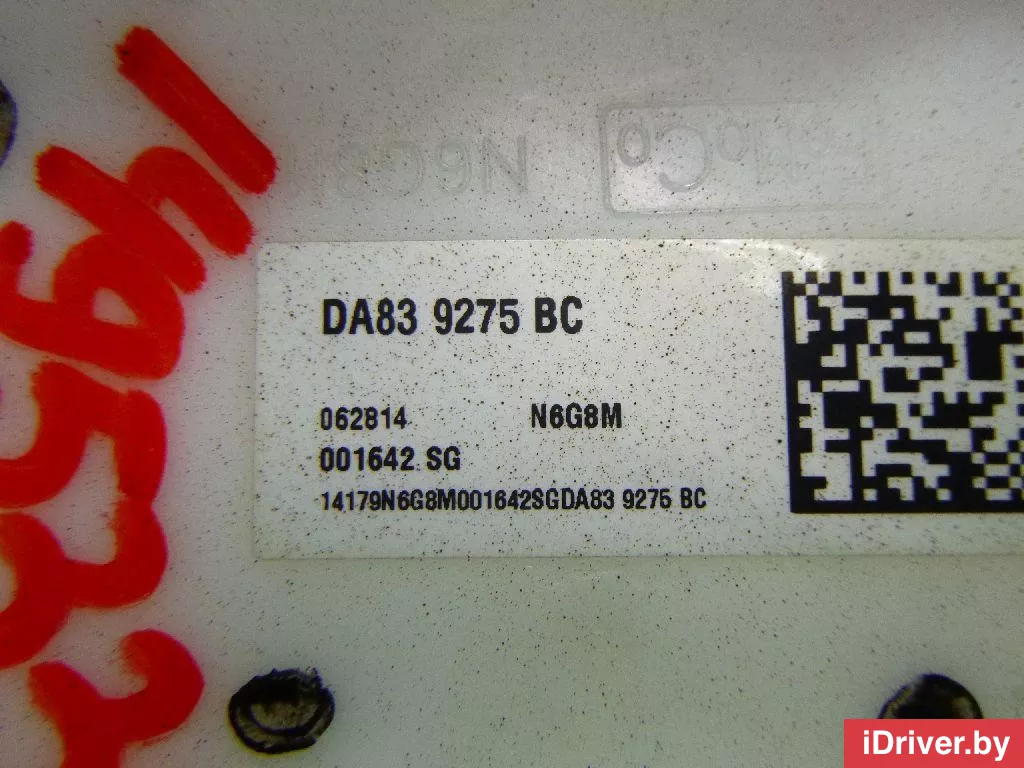 DA83 9275 BC
062814 N6G8M
001642 SG
14179N6G8M001642SGDA83 9275 BC
iDriver.by